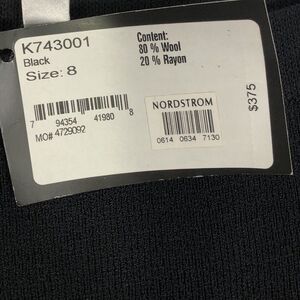 K743001
Black
Size: 8
Content:
80 % Wool
20 % Rayon
7 94354 41980 8
MO# 4729092
NORDSTROM
0614 0634 7130
$375